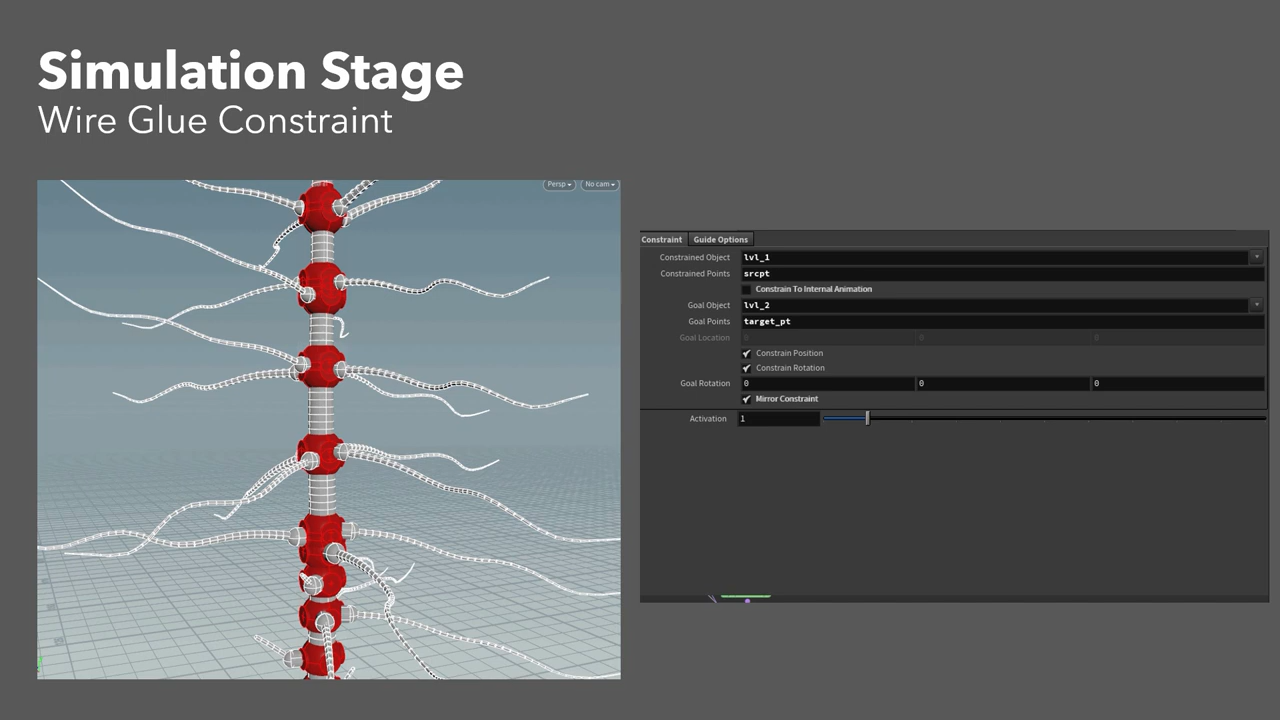 Simulation Stage
Wire Glue Constraint
Persp
No cam
Constraint Guide Options
Constrained Object lvl_1
Constrained Points srcpt
Constrain To Internal Animation
Goal Object lvl_2
Goal Points target_pt
Goal Location 0 0 0
Constrain Position
Constrain Rotation
Goal Rotation 0 0 0
Mirror Constraint
Activation 1